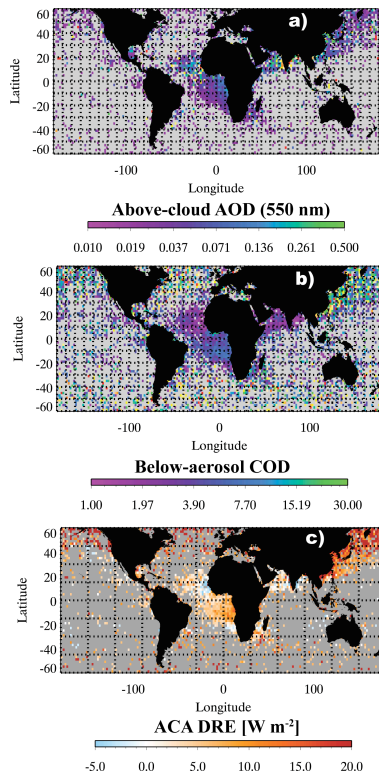 a)
60
40
20
0
-20
-40
-60
Latitude
-100 0 100
Longitude
Above-cloud AOD (550 nm)
0.010 0.019 0.037 0.071 0.136 0.261 0.500
b)
60
40
20
0
-20
-40
-60
Latitude
-100 0 100
Longitude
Below-aerosol COD
1.00 1.97 3.90 7.70 15.19 30.00
c)
60
40
20
0
-20
-40
-60
Latitude
-100 0 100
Longitude
ACA DRE [W m-2]
-5.0 0.0 5.0 10.0 15.0 20.0